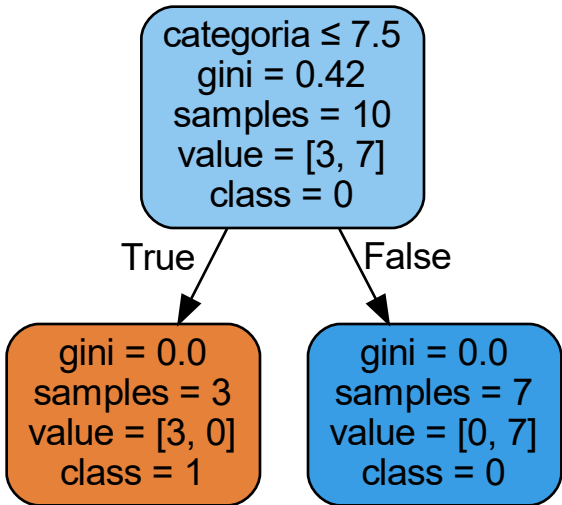 categoria ≤ 7.5
gini = 0.42
samples = 10
value = [3, 7]
class = 0
True
False
gini = 0.0
samples = 3
value = [3, 0]
class = 1
gini = 0.0
samples = 7
value = [0, 7]
class = 0